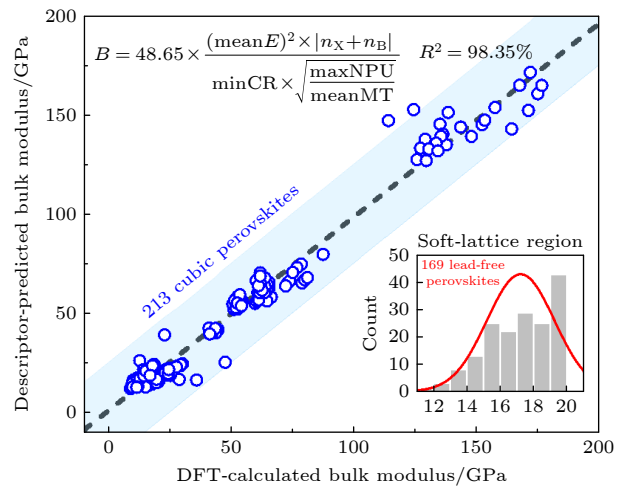 B = 48.65 × (meanE)² × |n_X + n_B| / minCR × √(maxNPU / meanMT) R² = 98.35%
200
150
100
50
0
Descriptor-predicted bulk modulus/GPa
213 cubic perovskites
Soft-lattice region
169 lead-free
perovskites
50
40
30
20
10
0
Count
12 14 16 18 20
0 50 100 150 200
DFT-calculated bulk modulus/GPa